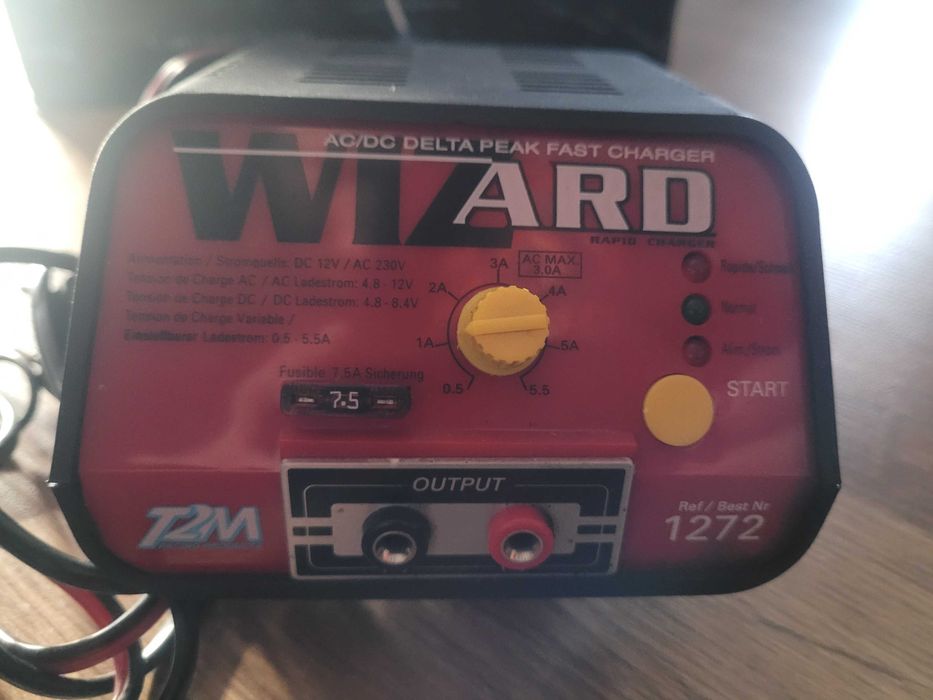 AC/DC DELTA PEAK FAST CHARGER
WIZARD
RAPID CHARGER
Alimentation / Stromquelle: DC 12V / AC 230V
Tension de Charge AC / AC Ladestrom: 4.8 - 12V
Tension de Charge DC / DC Ladestrom: 4.8 - 8.4V
Tension de Charge Variable /
Einstellbarer Ladestrom: 0.5 - 5.5A
AC MAX.
3.0A
3A
2A
4A
1A
5A
0.5
5.5
Normal
Alim./Strom
Fusible 7.5A Sicherung
7.5
START
OUTPUT
T2M
Ref / Best Nr
1272